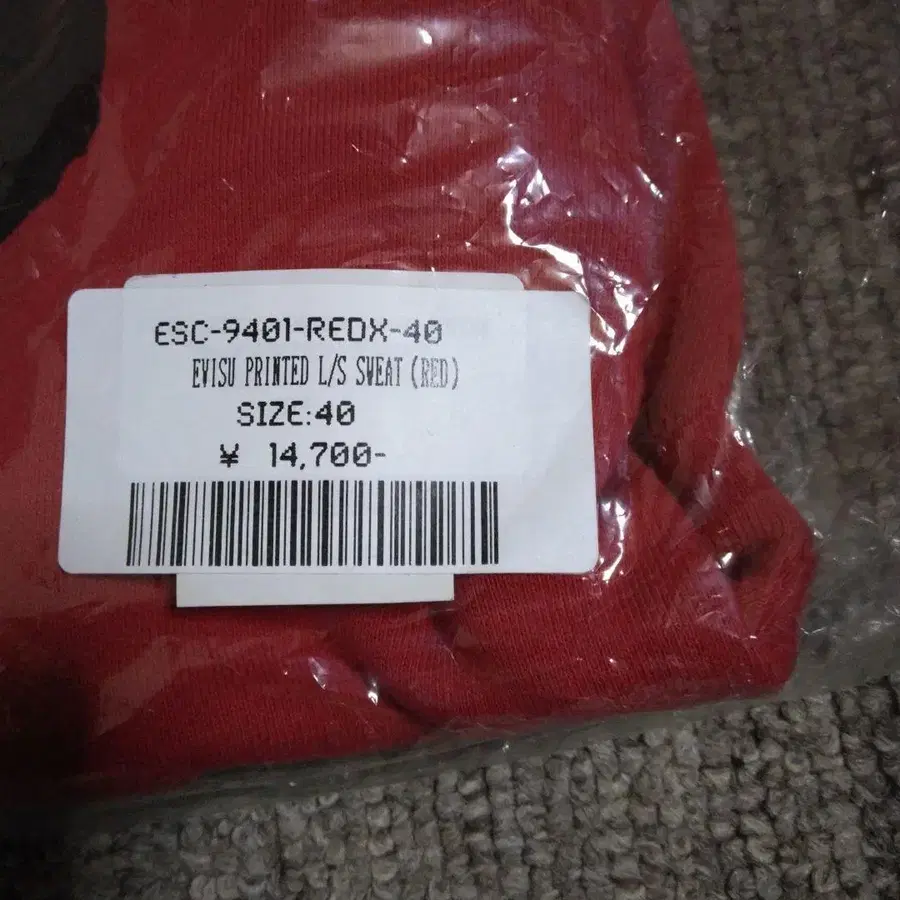 ESC-9401-REDX-40
EVISU PRINTED L/S SWEAT (RED)
SIZE:40
¥ 14,700-